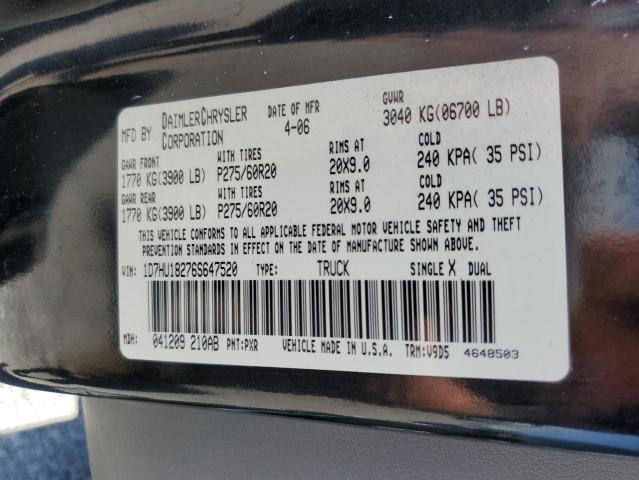 MFD BY DAIMLERCHRYSLER CORPORATION DATE OF MFR 4-06 GVWR 3040 KG(06700 LB)
GAWR FRONT WITH TIRES RIMS AT COLD
1770 KG(3900 LB) P275/60R20 20X9.0 240 KPA( 35 PSI)
GAWR REAR WITH TIRES RIMS AT COLD
1770 KG(3900 LB) P275/60R20 20X9.0 240 KPA( 35 PSI)
THIS VEHICLE CONFORMS TO ALL APPLICABLE FEDERAL MOTOR VEHICLE SAFETY AND THEFT
PREVENTION STANDARDS IN EFFECT ON THE DATE OF MANUFACTURE SHOWN ABOVE.
VIN: 1D7HU18276S647520 TYPE: TRUCK SINGLE X DUAL
MDH: 041209 210AB PNT:PXR VEHICLE MADE IN U.S.A. TRM:V9D5 4648503